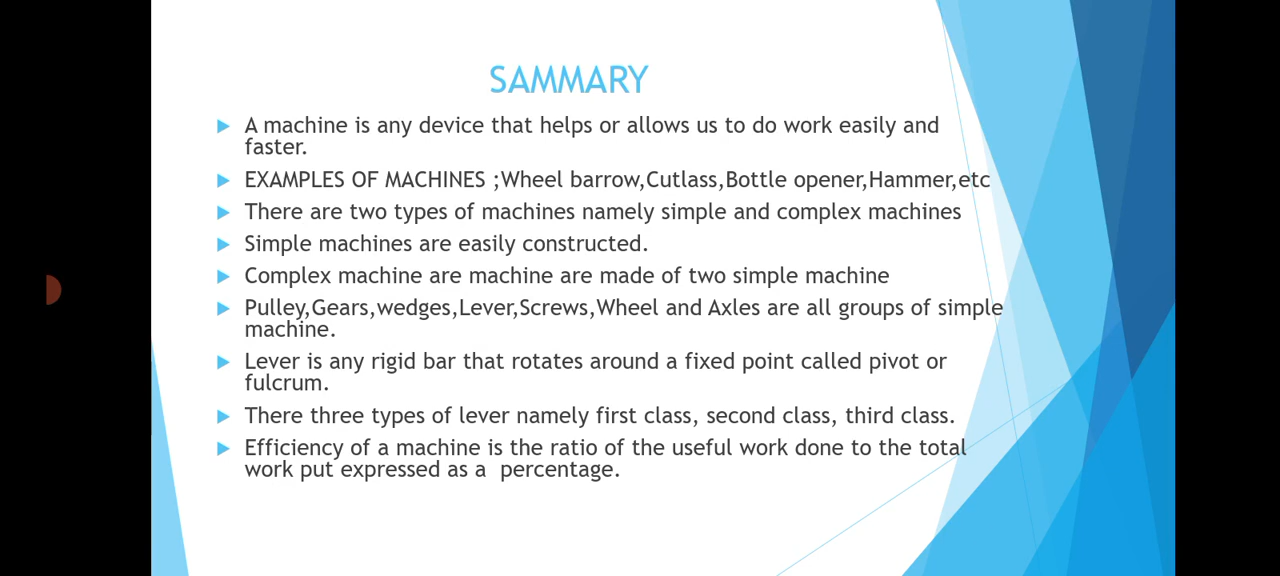 SAMMARY
A machine is any device that helps or allows us to do work easily and
faster.
EXAMPLES OF MACHINES ;Wheel barrow,Cutlass,Bottle opener,Hammer,etc
There are two types of machines namely simple and complex machines
Simple machines are easily constructed.
Complex machine are machine are made of two simple machine
Pulley,Gears,wedges,Lever,Screws,Wheel and Axles are all groups of simple
machine.
Lever is any rigid bar that rotates around a fixed point called pivot or
fulcrum.
There three types of lever namely first class, second class, third class.
Efficiency of a machine is the ratio of the useful work done to the total
work put expressed as a  percentage.